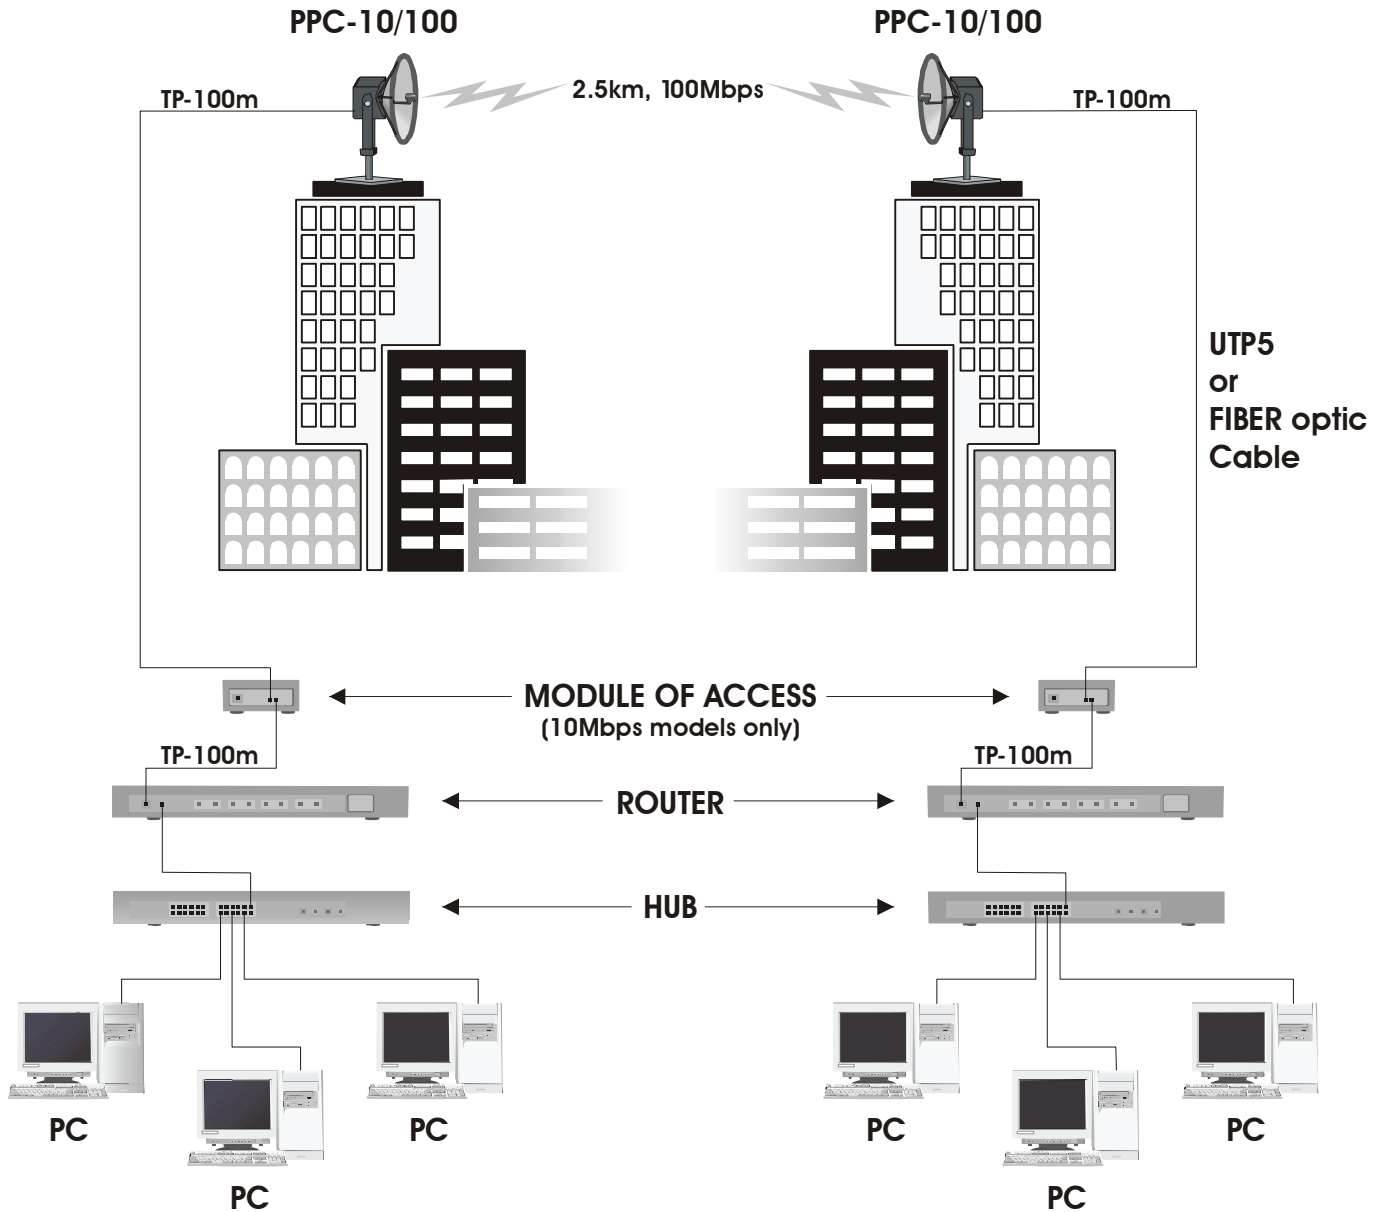 PPC-10/100
PPC-10/100
TP-100m
2.5km, 100Mbps
TP-100m
UTP5
or
FIBER optic
Cable
MODULE OF ACCESS
(10Mbps models only)
TP-100m
TP-100m
ROUTER
HUB
PC
PC
PC
PC
PC
PC